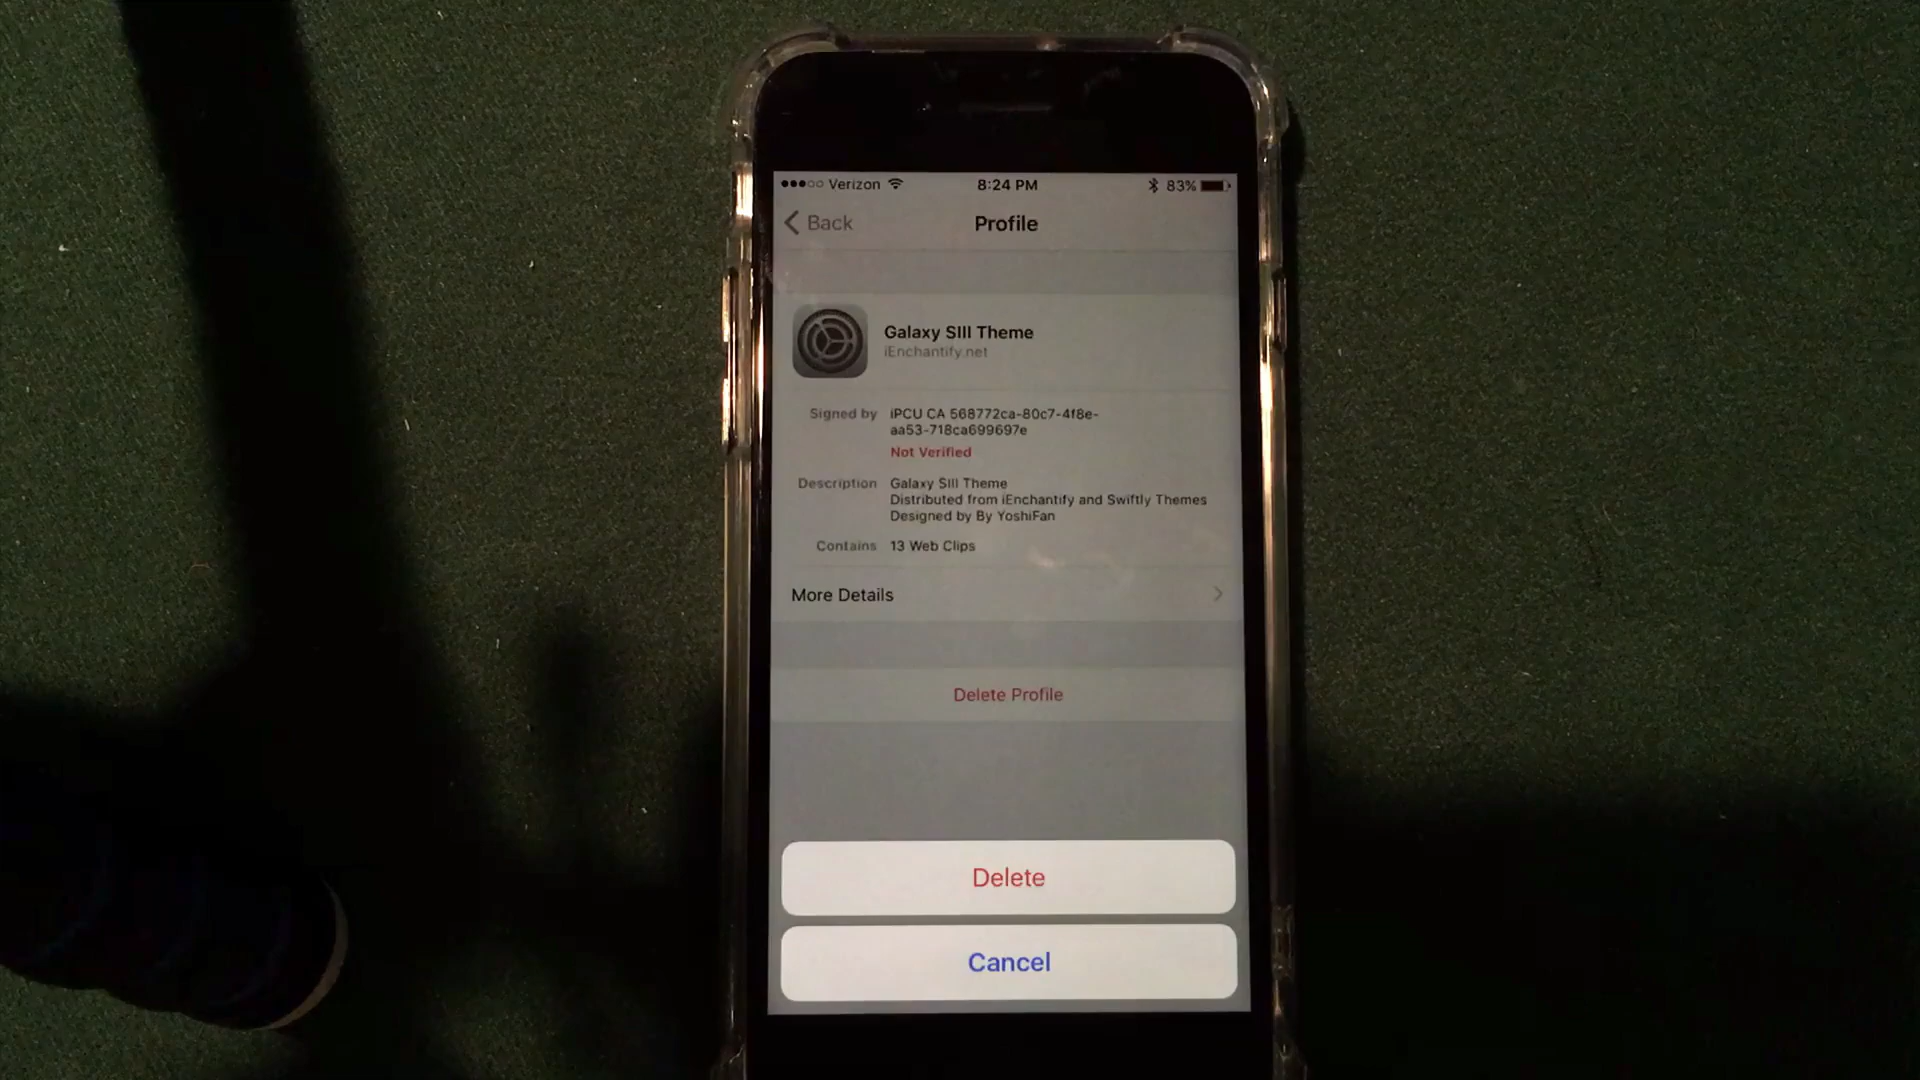 Verizon 8:24 PM 83%
Back Profile
Galaxy SIII Theme
iEnchantify.net
Signed by iPCU CA 568772ca-80c7-4f8e-
aa53-718ca699697e
Not Verified
Description Galaxy SIII Theme
Distributed from iEnchantify and Swiftly Themes
Designed by By YoshiFan
Contains 13 Web Clips
More Details
Delete Profile
Delete
Cancel